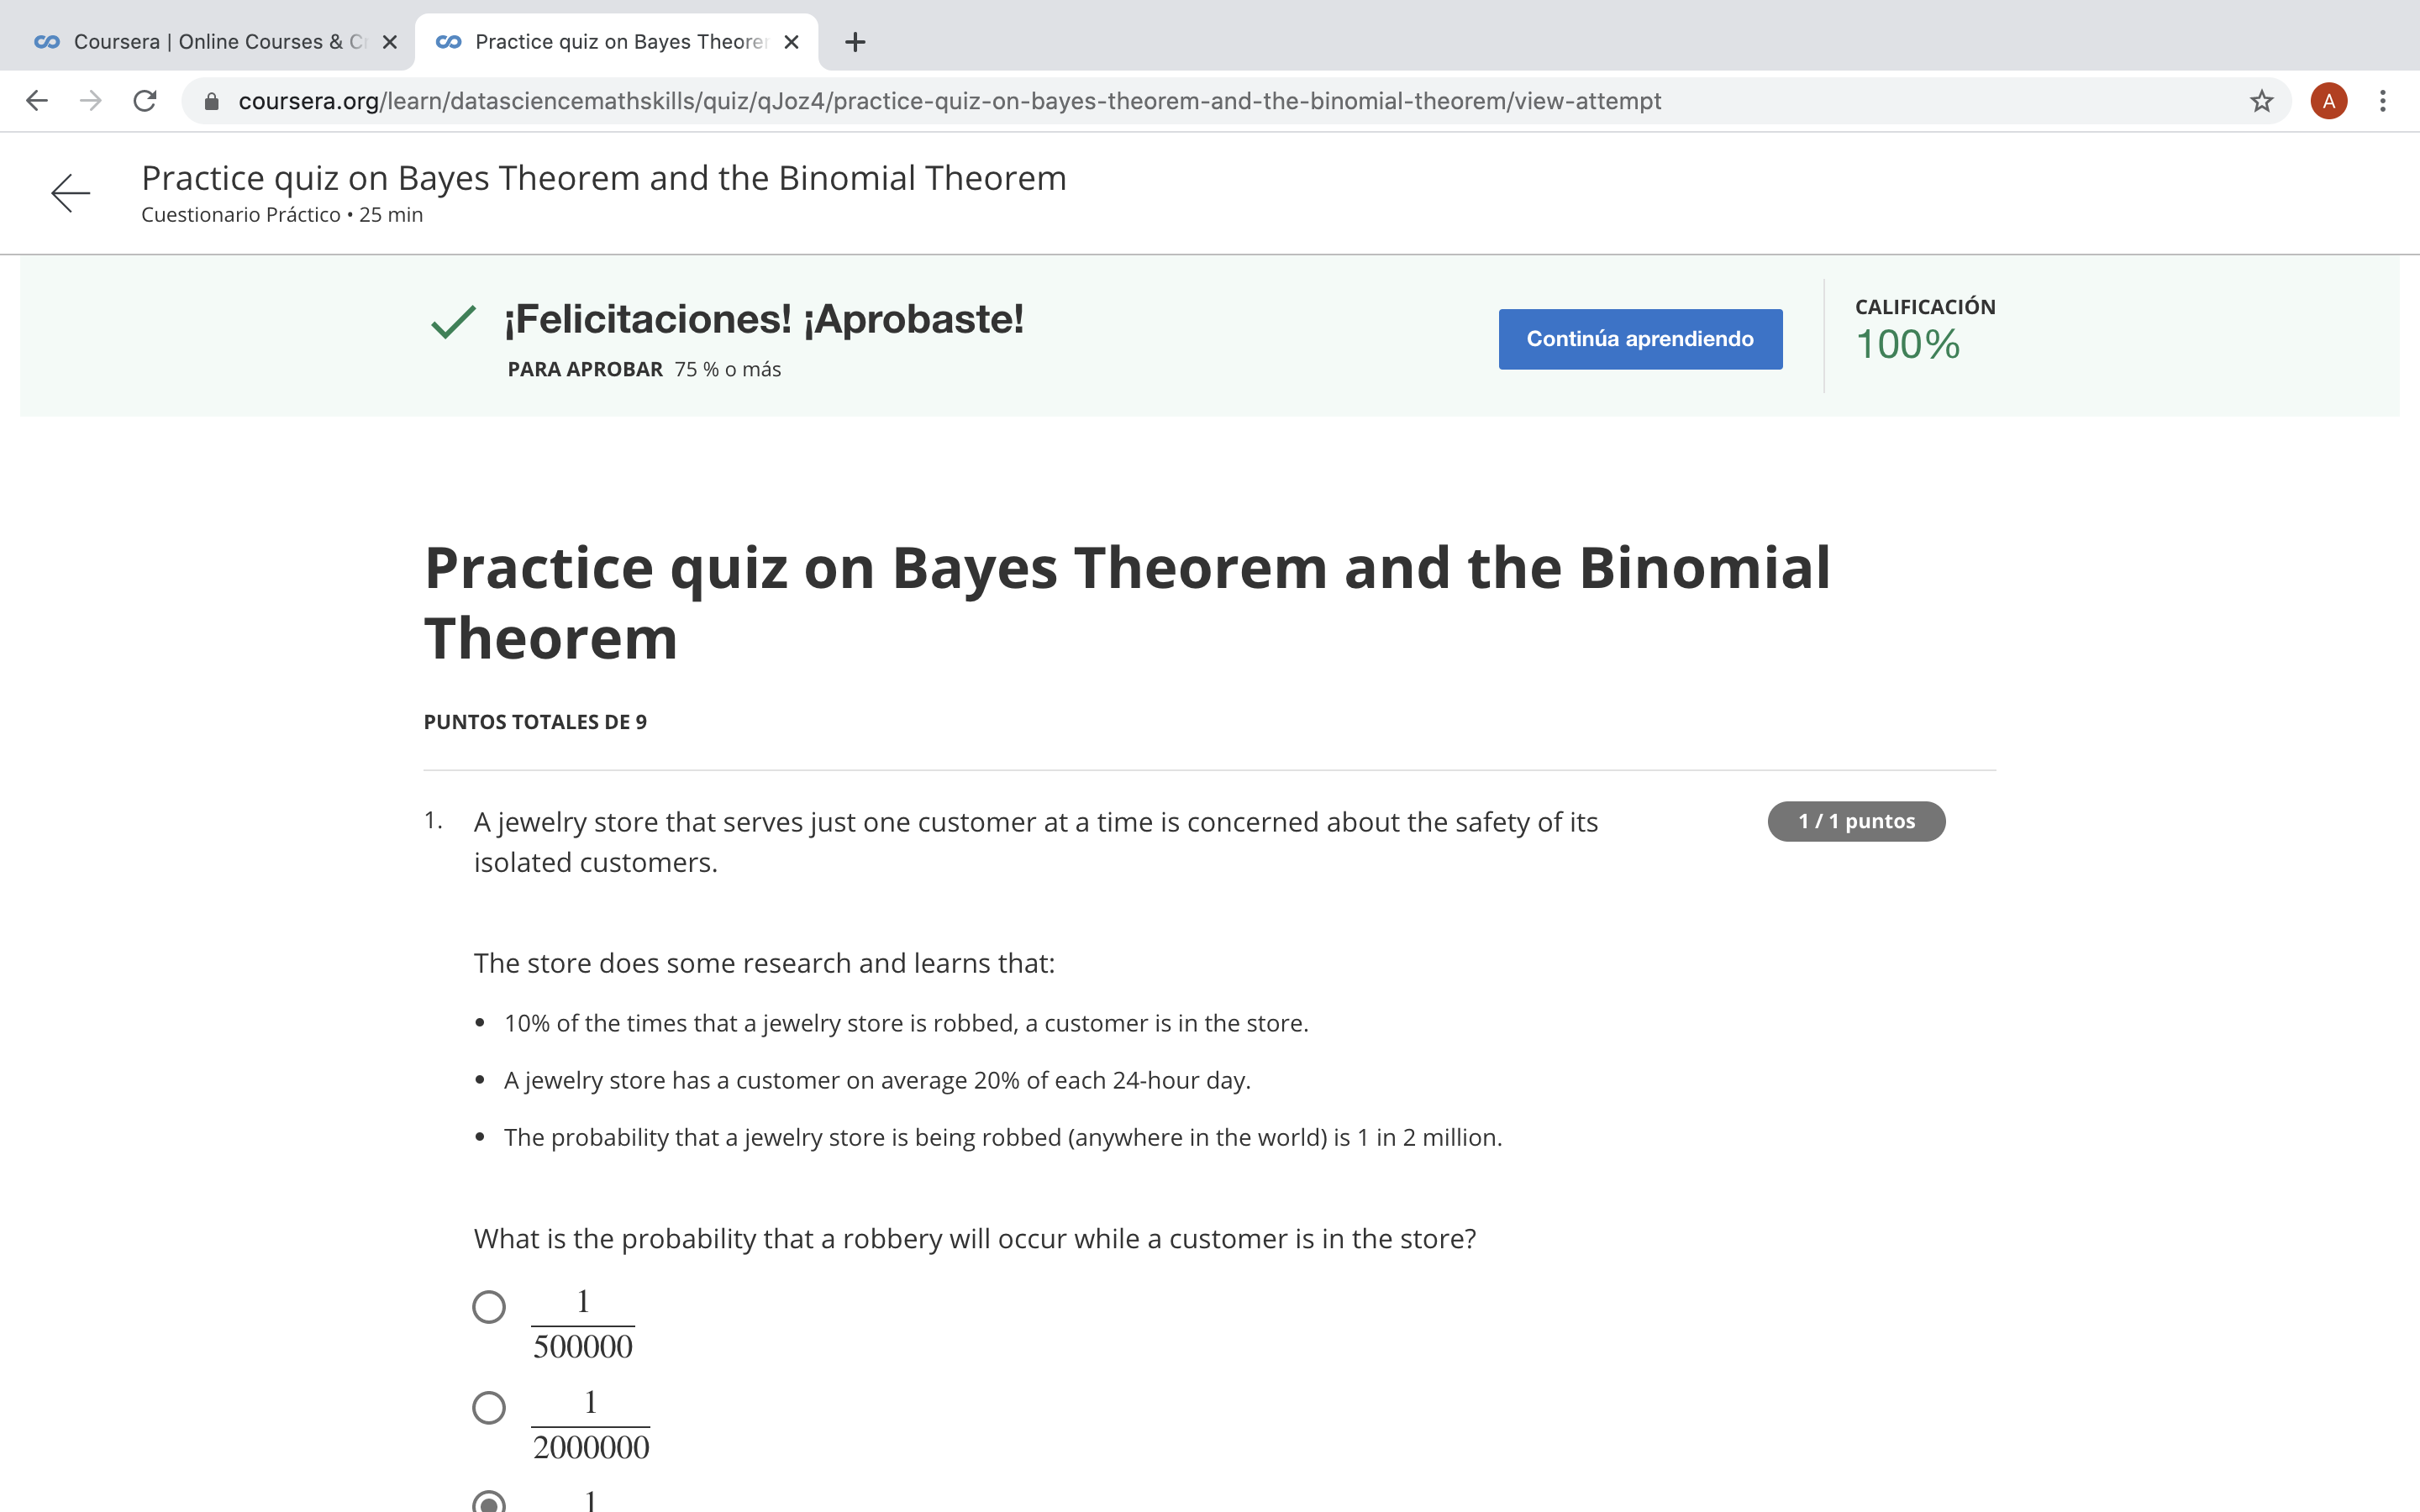 Coursera | Online Courses & C
Practice quiz on Bayes Theorer
coursera.org/learn/datasciencemathskills/quiz/qJoz4/practice-quiz-on-bayes-theorem-and-the-binomial-theorem/view-attempt
A
Practice quiz on Bayes Theorem and the Binomial Theorem
Cuestionario Práctico • 25 min
¡Felicitaciones! ¡Aprobaste!
PARA APROBAR 75 % o más
Continúa aprendiendo
CALIFICACIÓN
100%
Practice quiz on Bayes Theorem and the Binomial
Theorem
PUNTOS TOTALES DE 9
1. A jewelry store that serves just one customer at a time is concerned about the safety of its
isolated customers.
1 / 1 puntos
The store does some research and learns that:
• 10% of the times that a jewelry store is robbed, a customer is in the store.
• A jewelry store has a customer on average 20% of each 24-hour day.
• The probability that a jewelry store is being robbed (anywhere in the world) is 1 in 2 million.
What is the probability that a robbery will occur while a customer is in the store?
1
500000
1
2000000
1